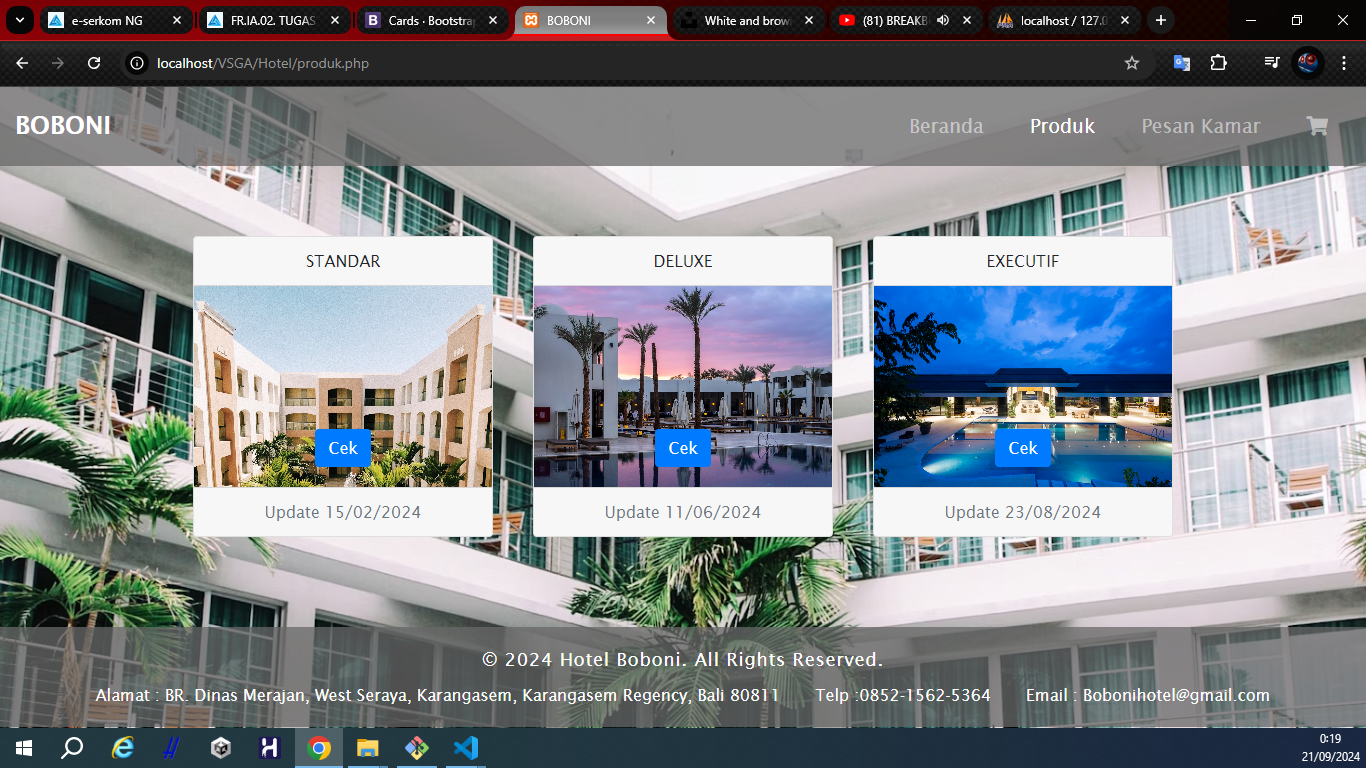 e-serkom NG
FR.IA.02. TUGAS
Cards · Bootstrap
BOBONI
White and brow
(81) BREAKB
localhost / 127.0
localhost/VSGA/Hotel/produk.php
BOBONI
Beranda
Produk
Pesan Kamar
STANDAR
DELUXE
EXECUTIF
Cek
Cek
Cek
Update 15/02/2024
Update 11/06/2024
Update 23/08/2024
© 2024 Hotel Boboni. All Rights Reserved.
Alamat : BR. Dinas Merajan, West Seraya, Karangasem, Karangasem Regency, Bali 80811 Telp :0852-1562-5364 Email : Bobonihotel@gmail.com
0:19
21/09/2024